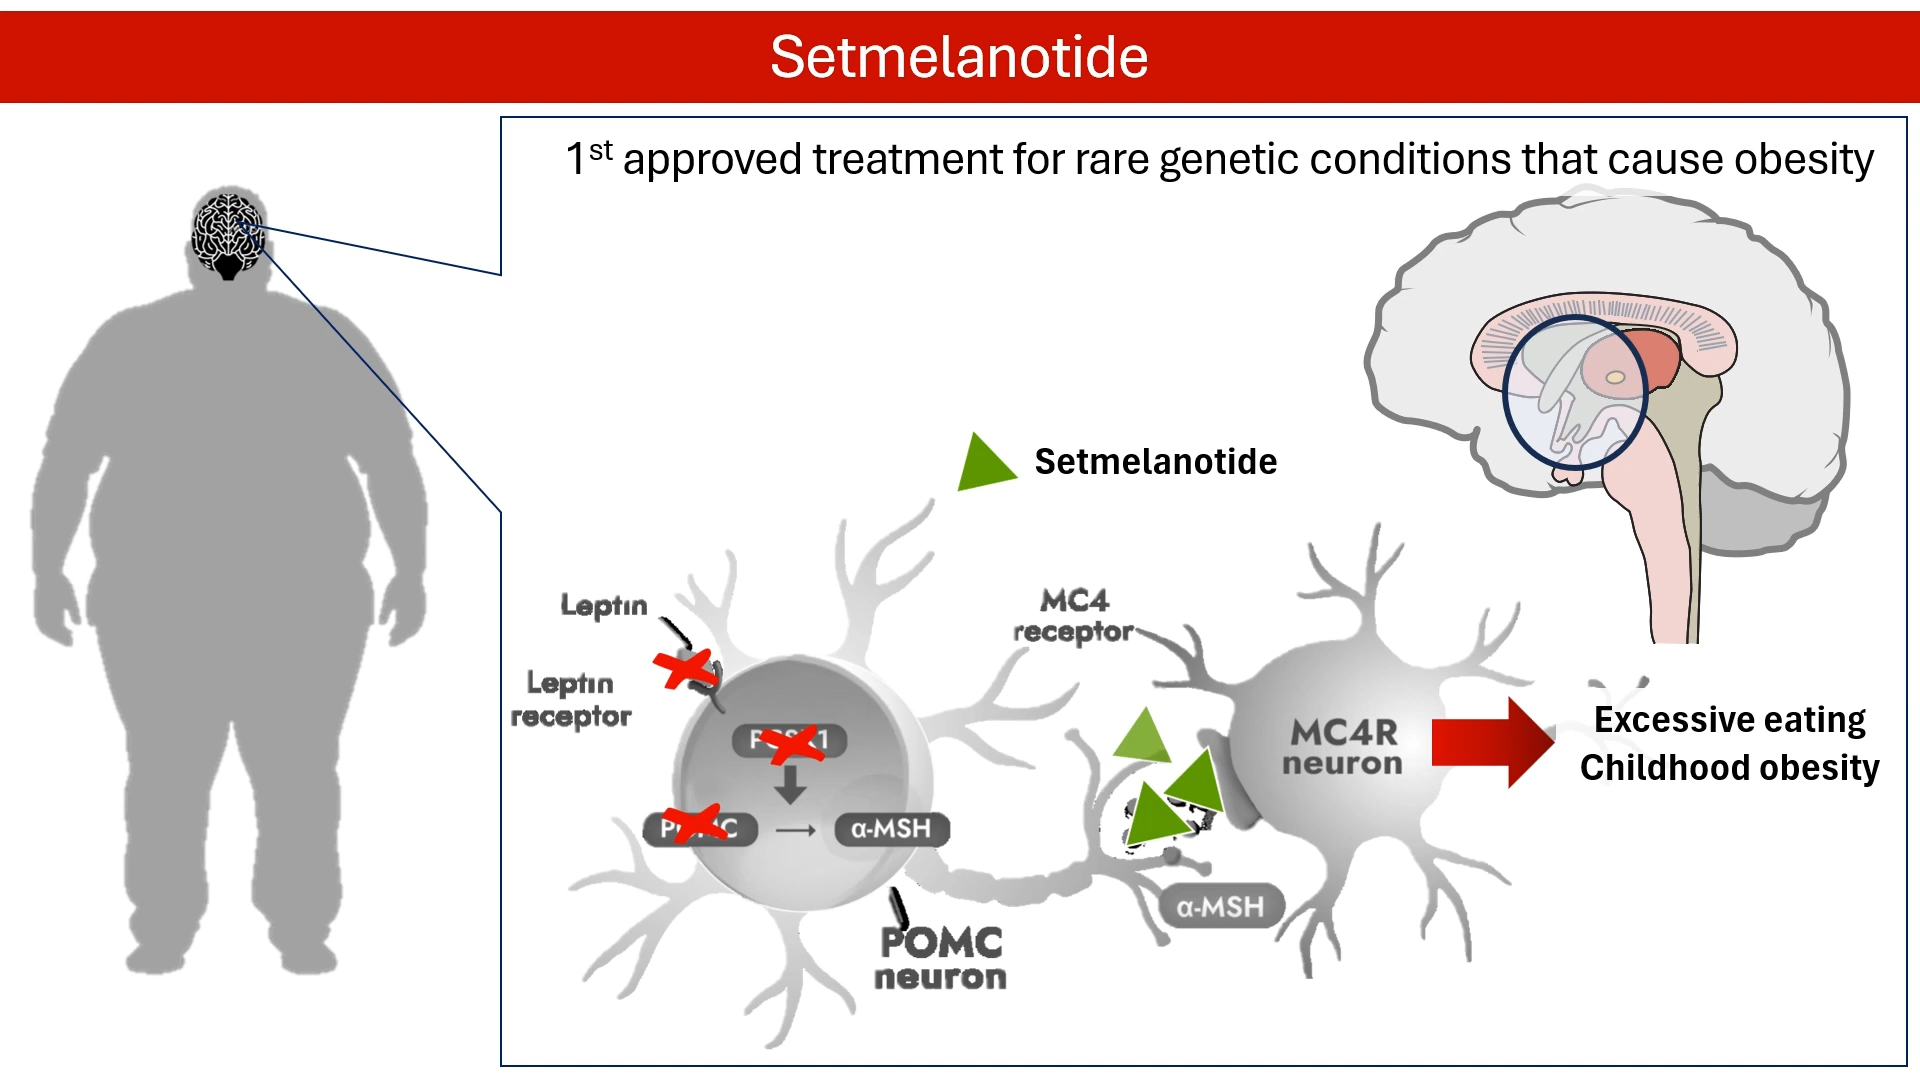 Setmelanotide
1st approved treatment for rare genetic conditions that cause obesity
Setmelanotide
Leptin
MC4
receptor
Leptin
receptor
MC4R
neuron
Excessive eating
Childhood obesity
α-MSH
α-MSH
POMC
neuron